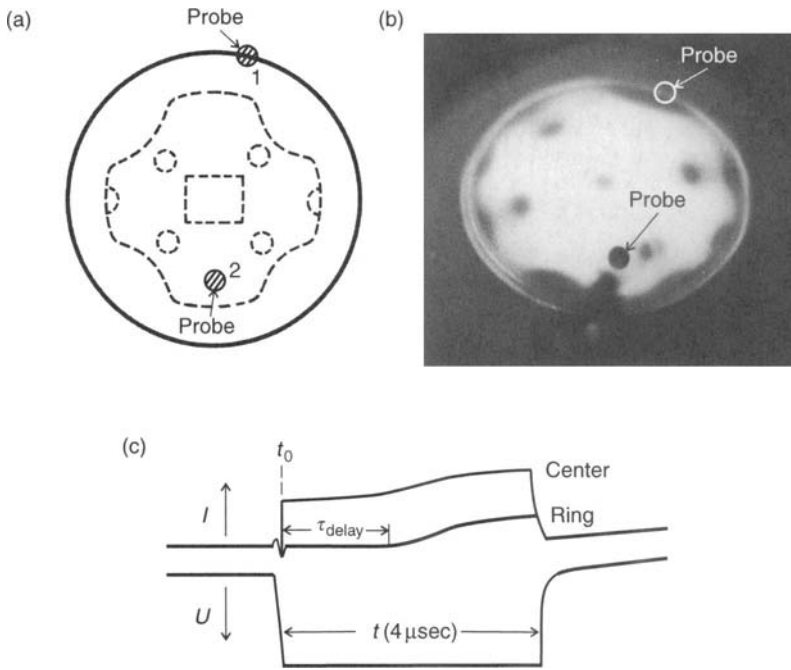 (a)
Probe
1
2
Probe
(b)
Probe
Probe
(c)
t₀
Center
I
τdelay
Ring
U
t (4 μsec)